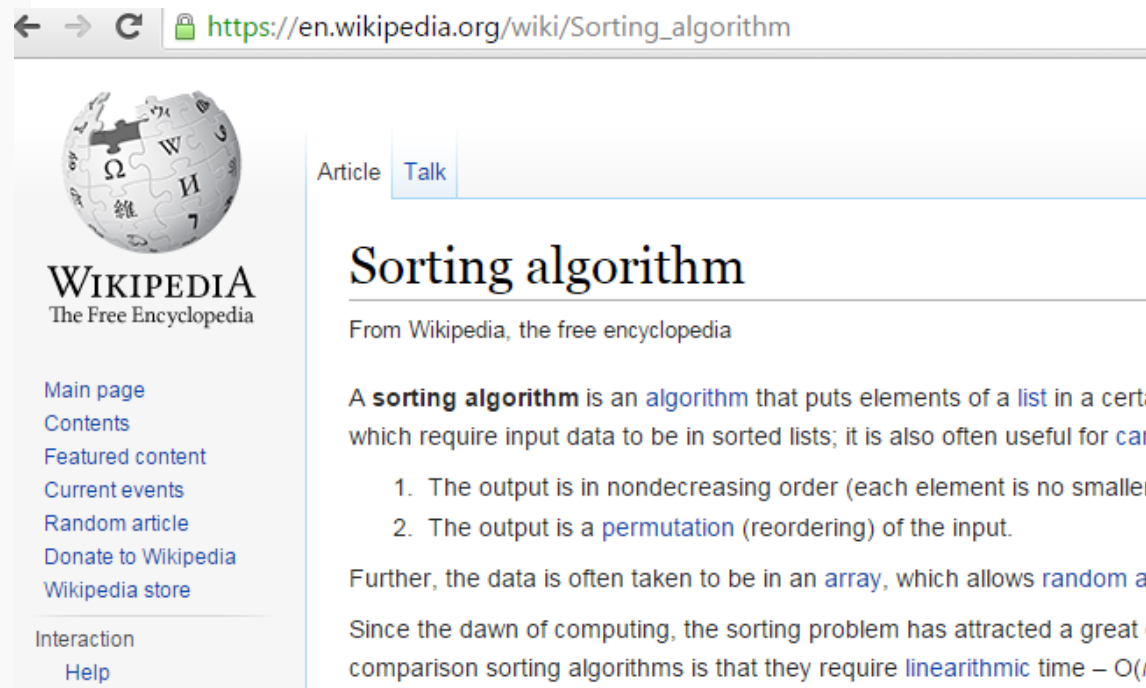 https://en.wikipedia.org/wiki/Sorting_algorithm
WIKIPEDIA
The Free Encyclopedia
Main page
Contents
Featured content
Current events
Random article
Donate to Wikipedia
Wikipedia store
Interaction
Help
Article Talk
Sorting algorithm
From Wikipedia, the free encyclopedia
A sorting algorithm is an algorithm that puts elements of a list in a
which require input data to be in sorted lists; it is also often useful for
1. The output is in nondecreasing order (each element is no smaller
2. The output is a permutation (reordering) of the input.
Further, the data is often taken to be in an array, which allows random
Since the dawn of computing, the sorting problem has attracted a great
comparison sorting algorithms is that they require linearithmic time – O(